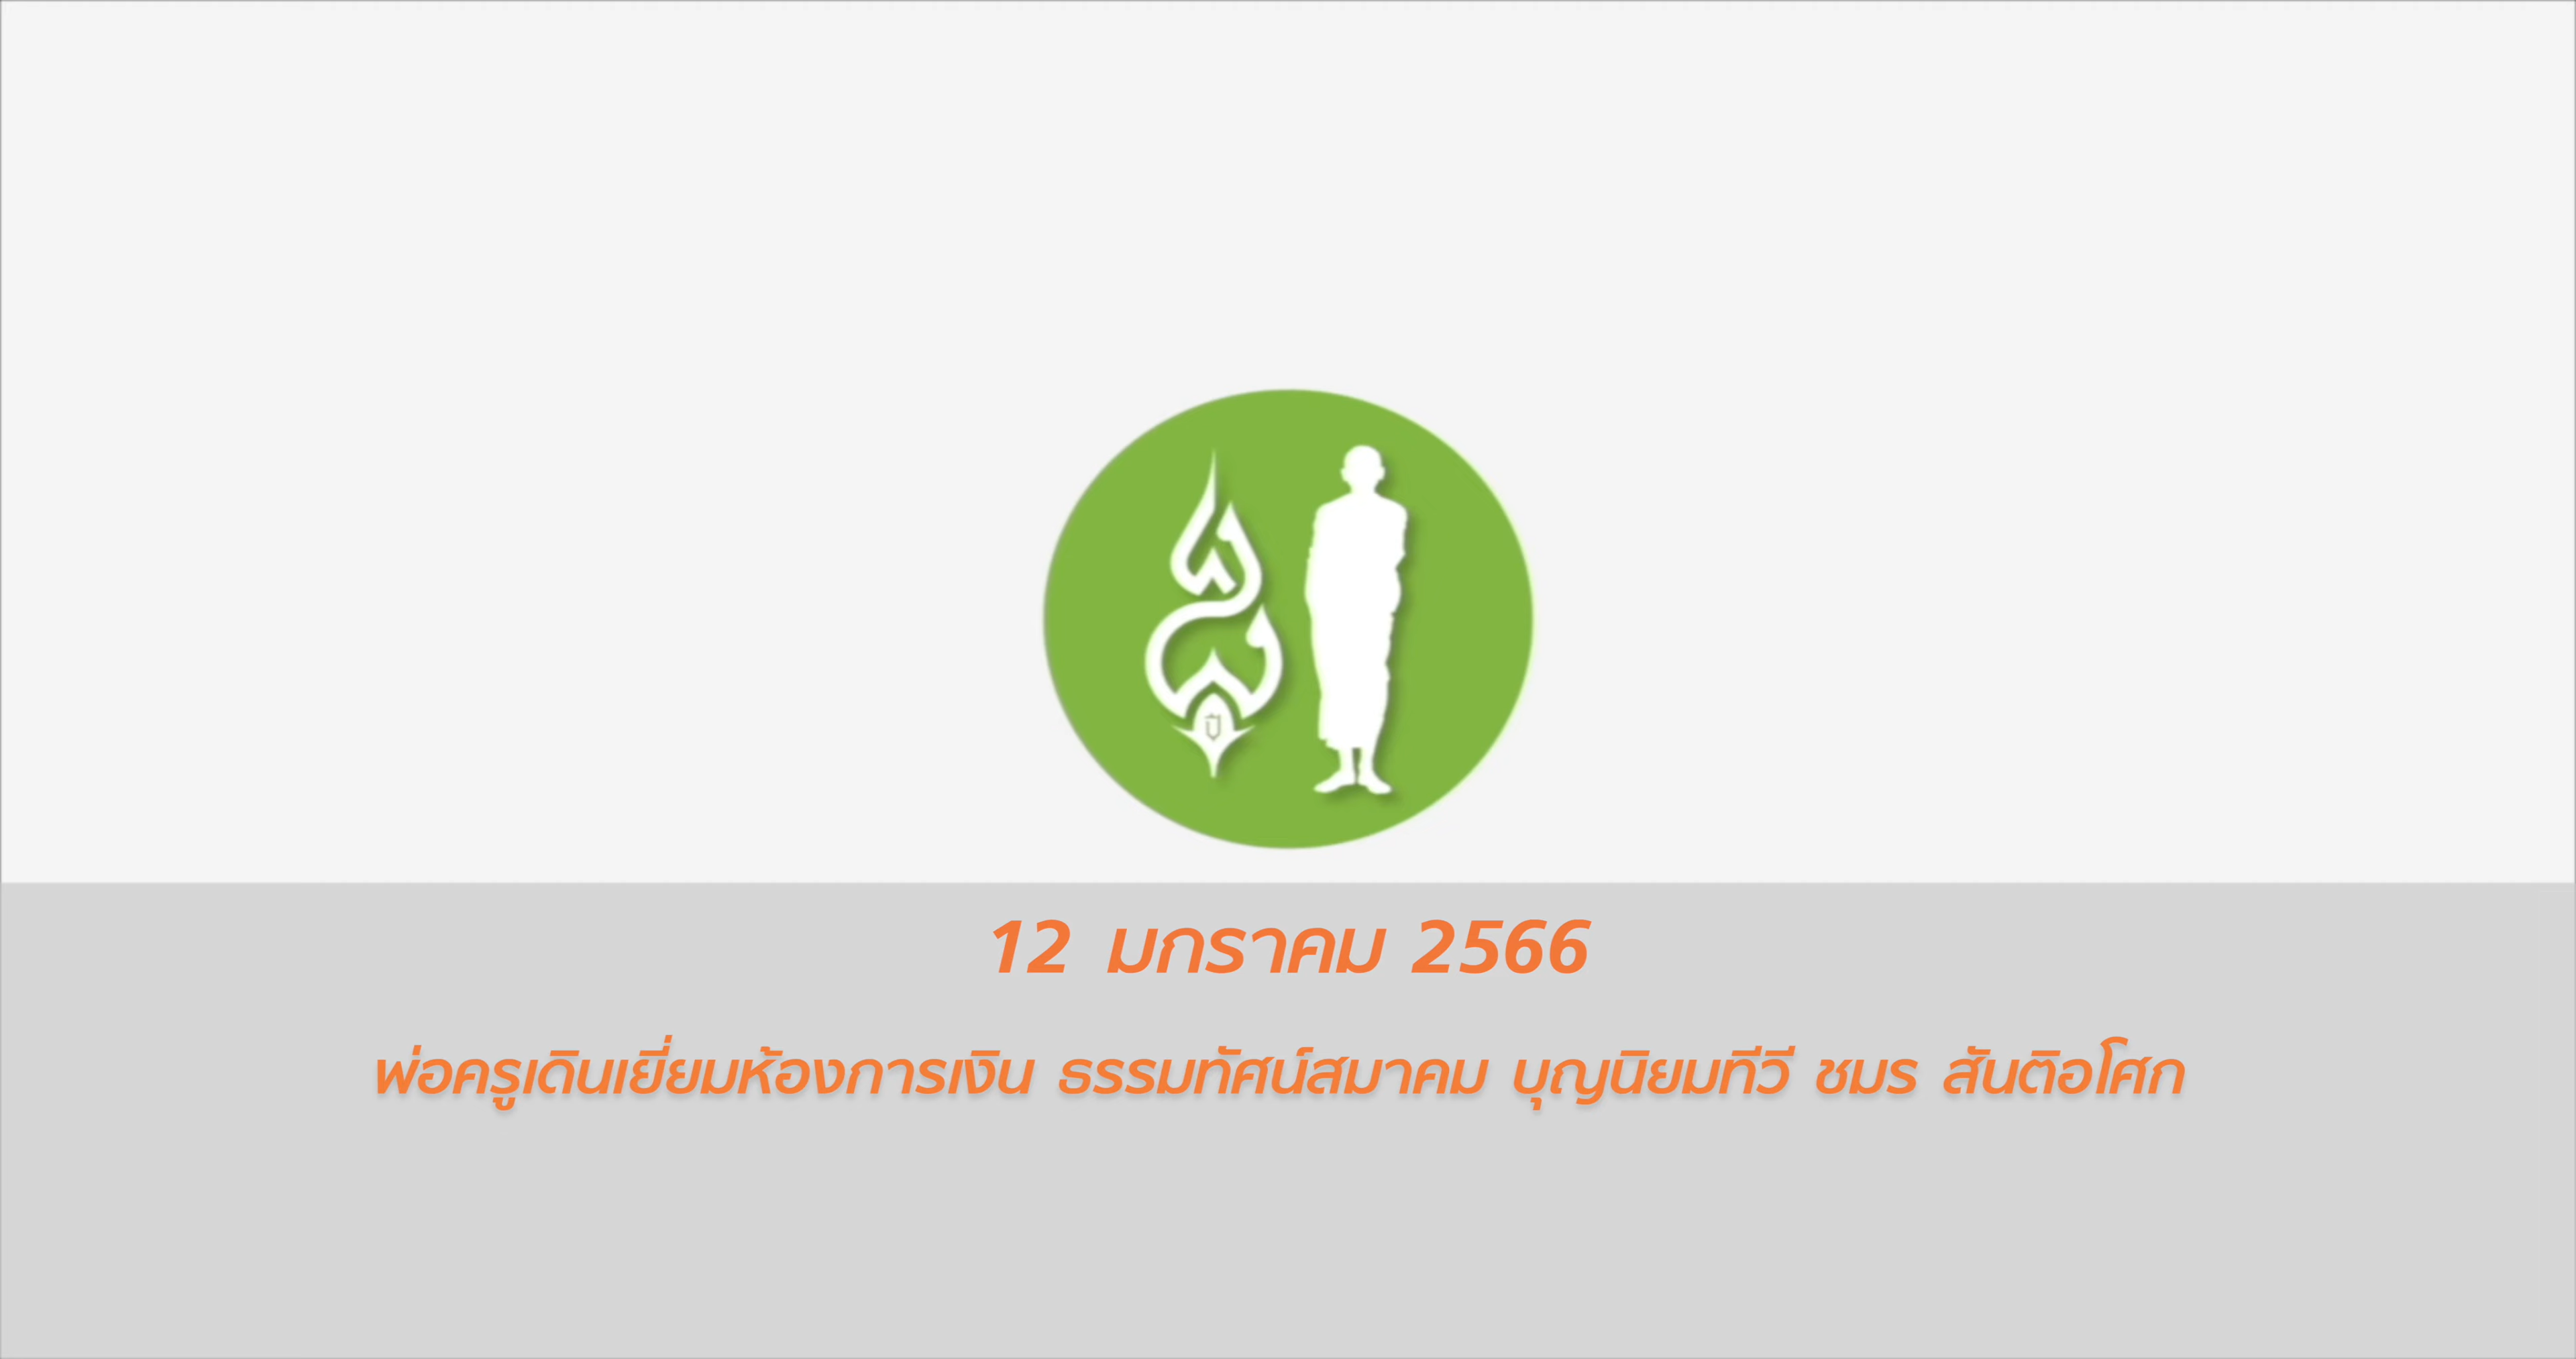 ปี
12 มกราคม 2566
พ่อครูเดินเยี่ยมห้องการเงิน ธรรมทัศน์สมาคม บุญนิยมทีวี ชมร สันติอโศก